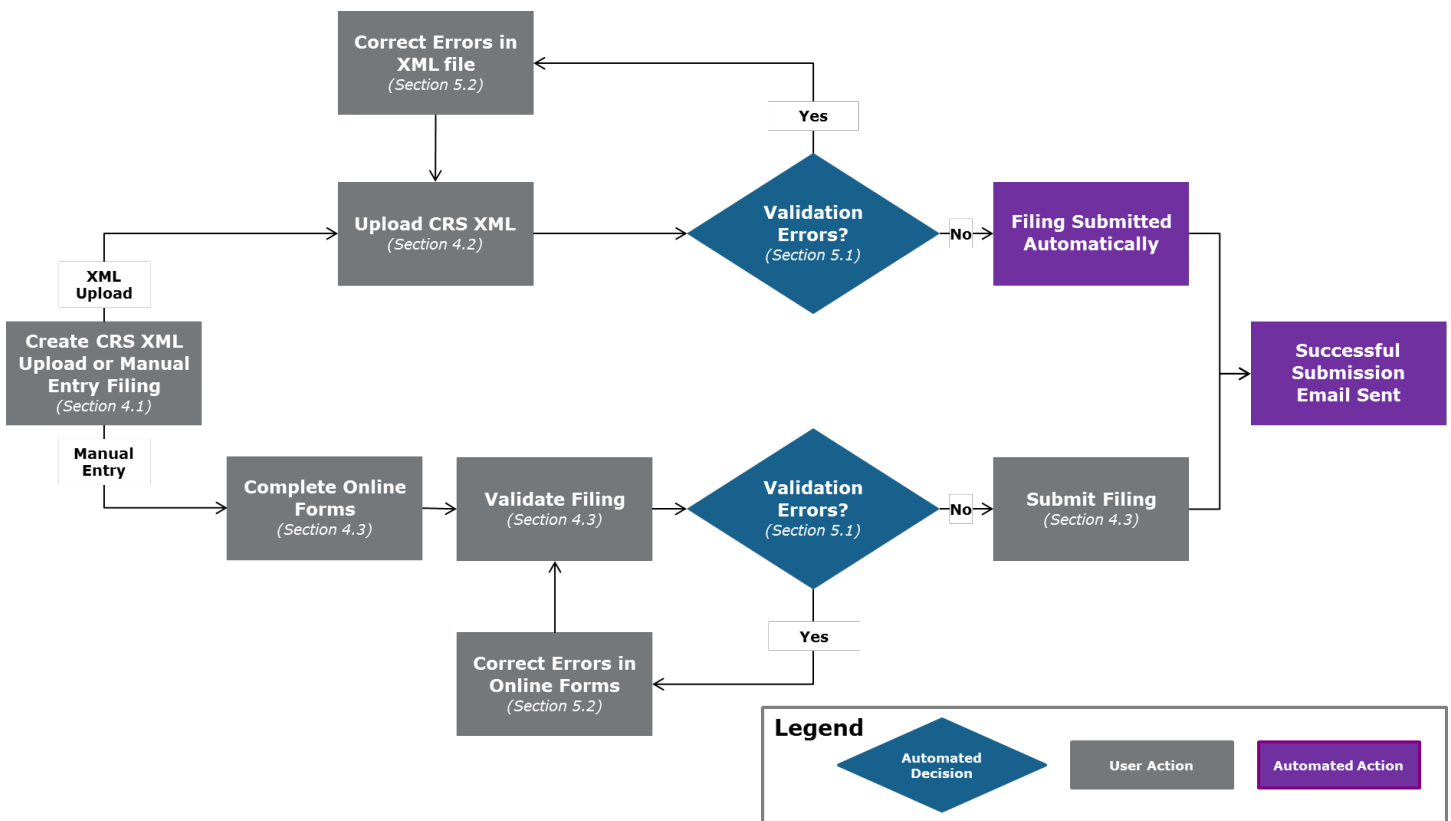 Correct Errors in
XML file
(Section 5.2)
Yes
Upload CRS XML
(Section 4.2)
Validation
Errors?
(Section 5.1)
No
Filing Submitted
Automatically
XML
Upload
Create CRS XML
Upload or Manual
Entry Filing
(Section 4.1)
Successful
Submission
Email Sent
Manual
Entry
Complete Online
Forms
(Section 4.3)
Validate Filing
(Section 4.3)
Validation
Errors?
(Section 5.1)
No
Submit Filing
(Section 4.3)
Yes
Correct Errors in
Online Forms
(Section 5.2)
Legend
Automated
Decision
User Action
Automated Action